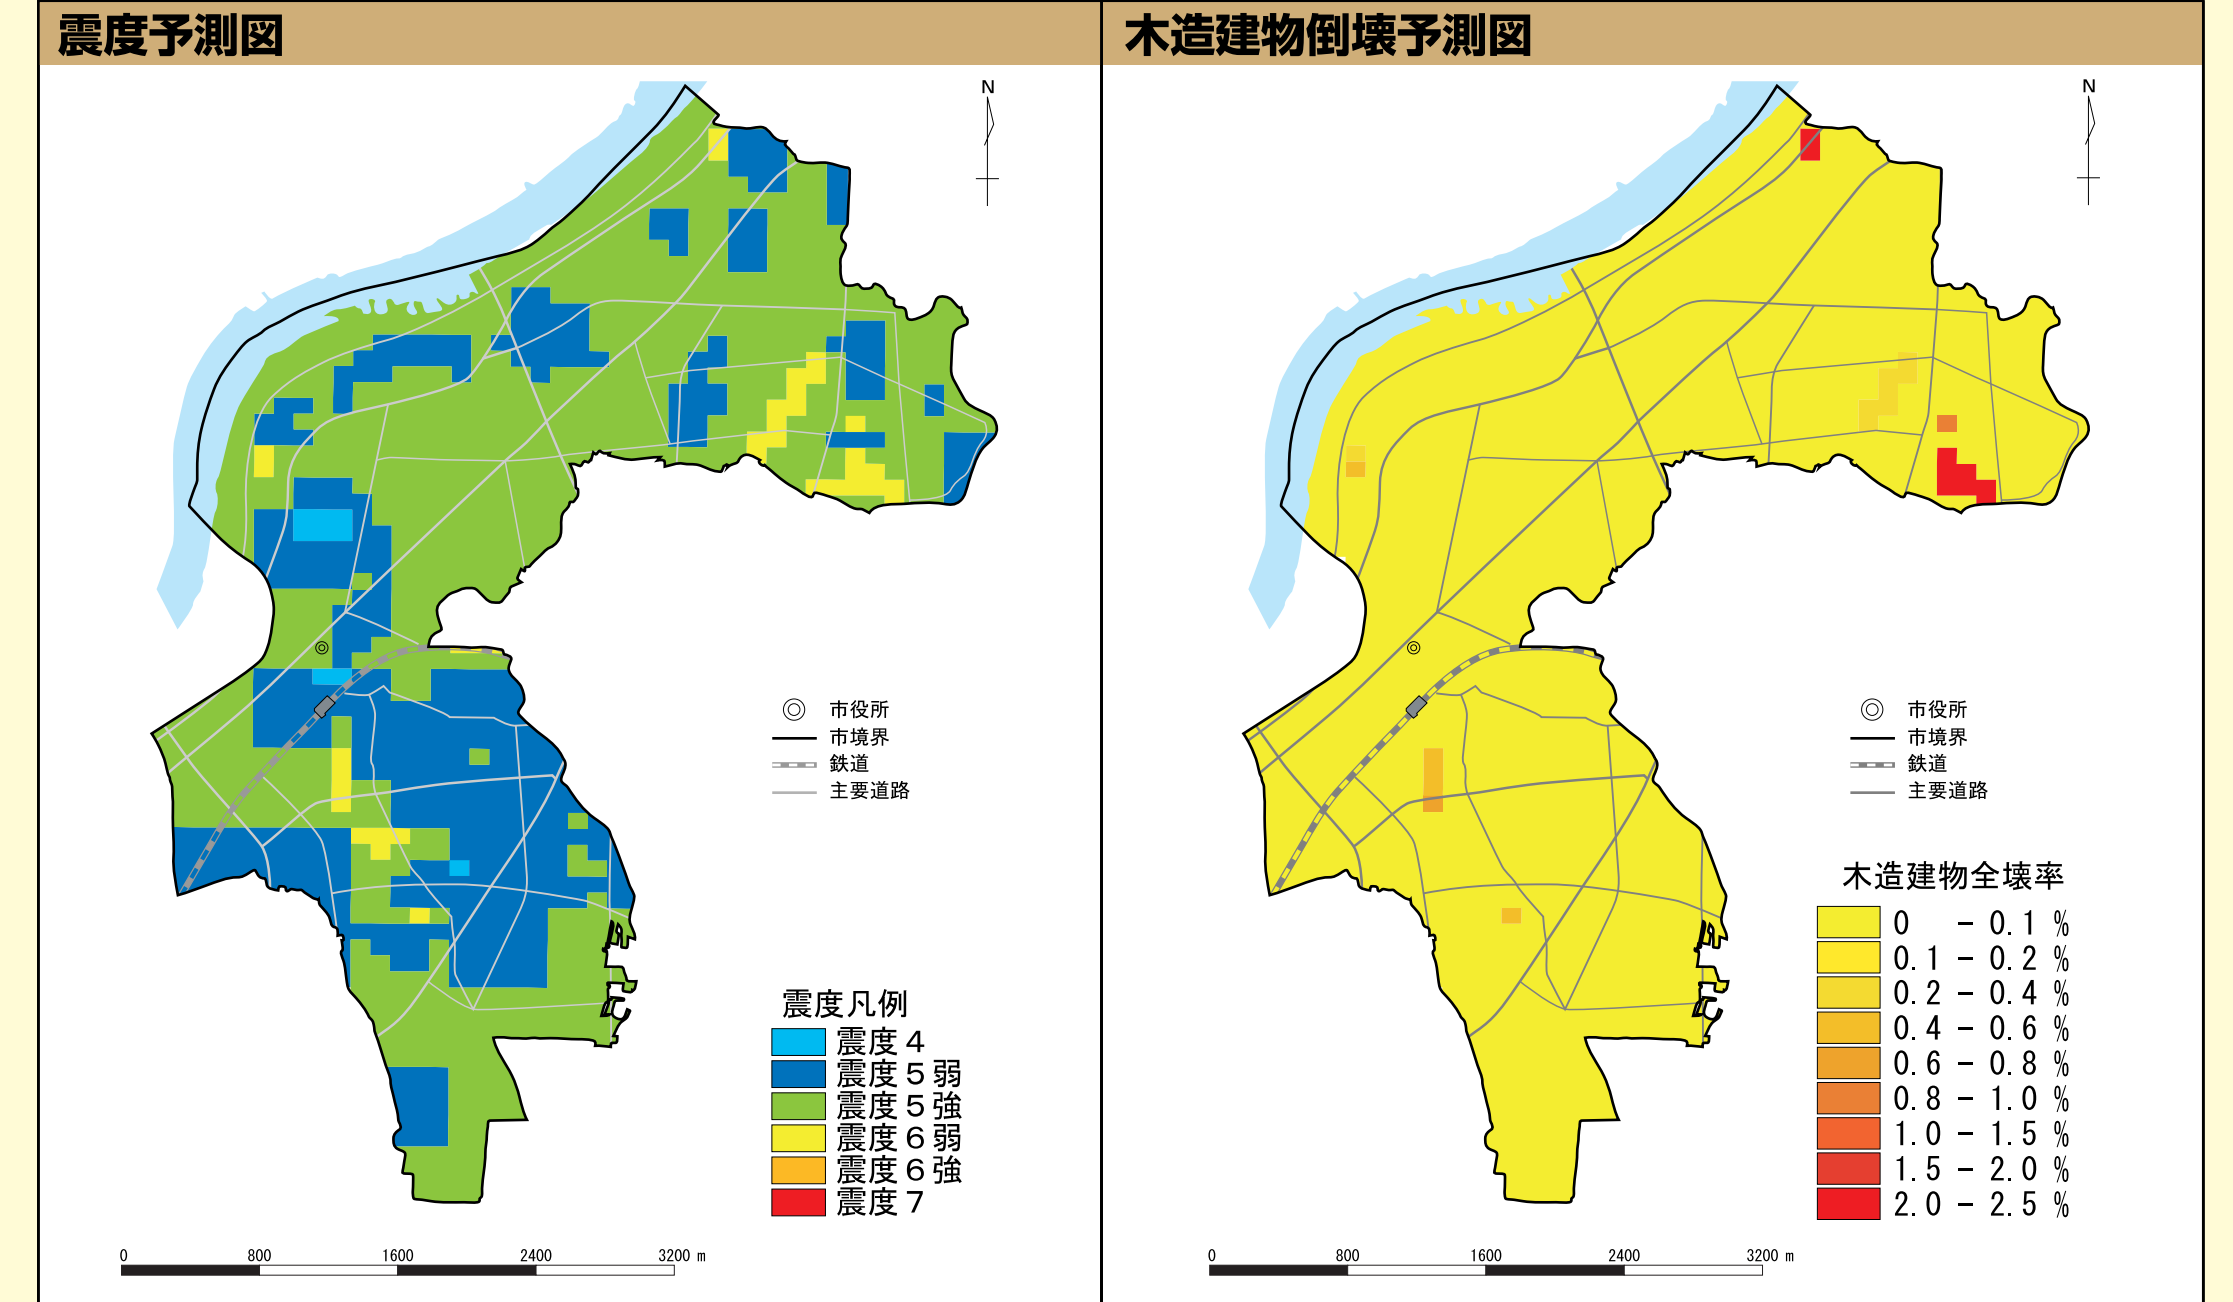 震度予測図
N
市役所
市境界
鉄道
主要道路
震度凡例
震度４
震度５弱
震度５強
震度６弱
震度６強
震度７
0 800 1600 2400 3200 m
木造建物倒壊予測図
N
市役所
市境界
鉄道
主要道路
木造建物全壊率
0 － 0.1 %
0.1 － 0.2 %
0.2 － 0.4 %
0.4 － 0.6 %
0.6 － 0.8 %
0.8 － 1.0 %
1.0 － 1.5 %
1.5 － 2.0 %
2.0 － 2.5 %
0 800 1600 2400 3200 m